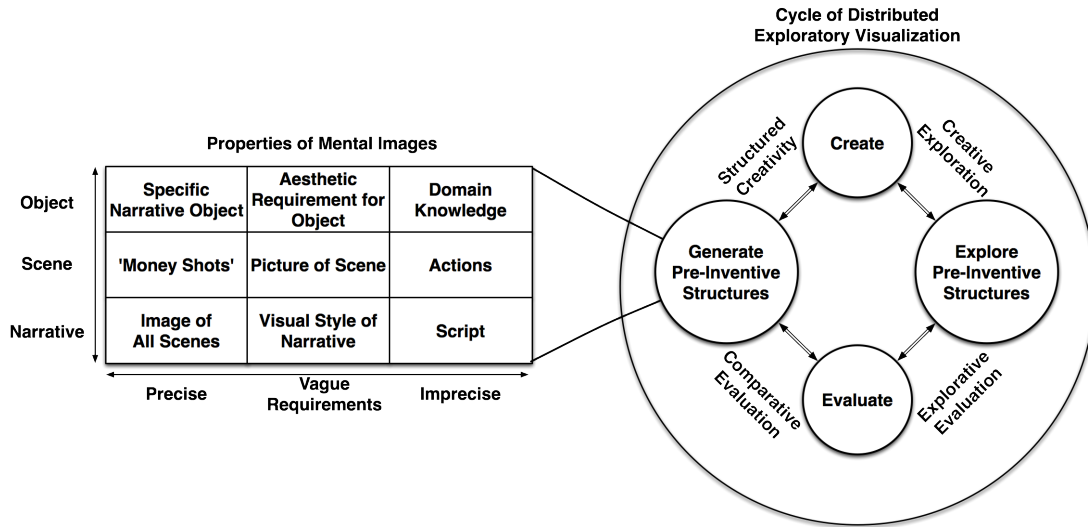 Cycle of Distributed
Exploratory Visualization
Properties of Mental Images
Object
Scene
Narrative
Specific
Narrative Object
Aesthetic
Requirement for
Object
Domain
Knowledge
'Money Shots'
Picture of Scene
Actions
Image of
All Scenes
Visual Style of
Narrative
Script
Precise
Vague
Requirements
Imprecise
Create
Structured
Creativity
Creative
Exploration
Generate
Pre-Inventive
Structures
Explore
Pre-Inventive
Structures
Comparative
Evaluation
Explorative
Evaluation
Evaluate